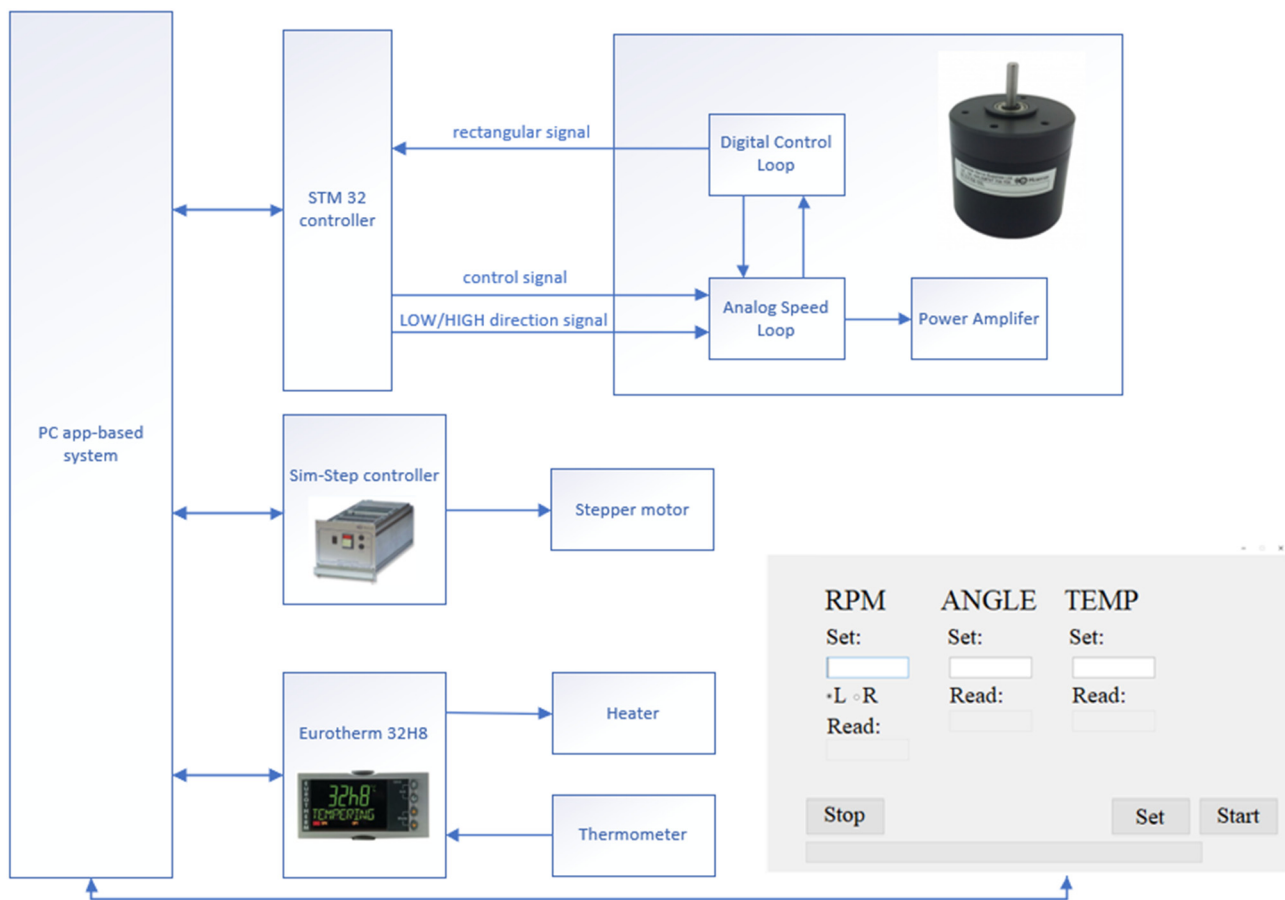 PC app-based
system
STM 32
controller
rectangular signal
control signal
LOW/HIGH direction signal
Digital Control
Loop
Analog Speed
Loop
Power Amplifer
Sim-Step controller
Stepper motor
Eurotherm 32H8
32h8
TEMPERING
Heater
Thermometer
RPM ANGLE TEMP
Set: Set: Set:
L R Read: Read:
Read:
Stop Set Start